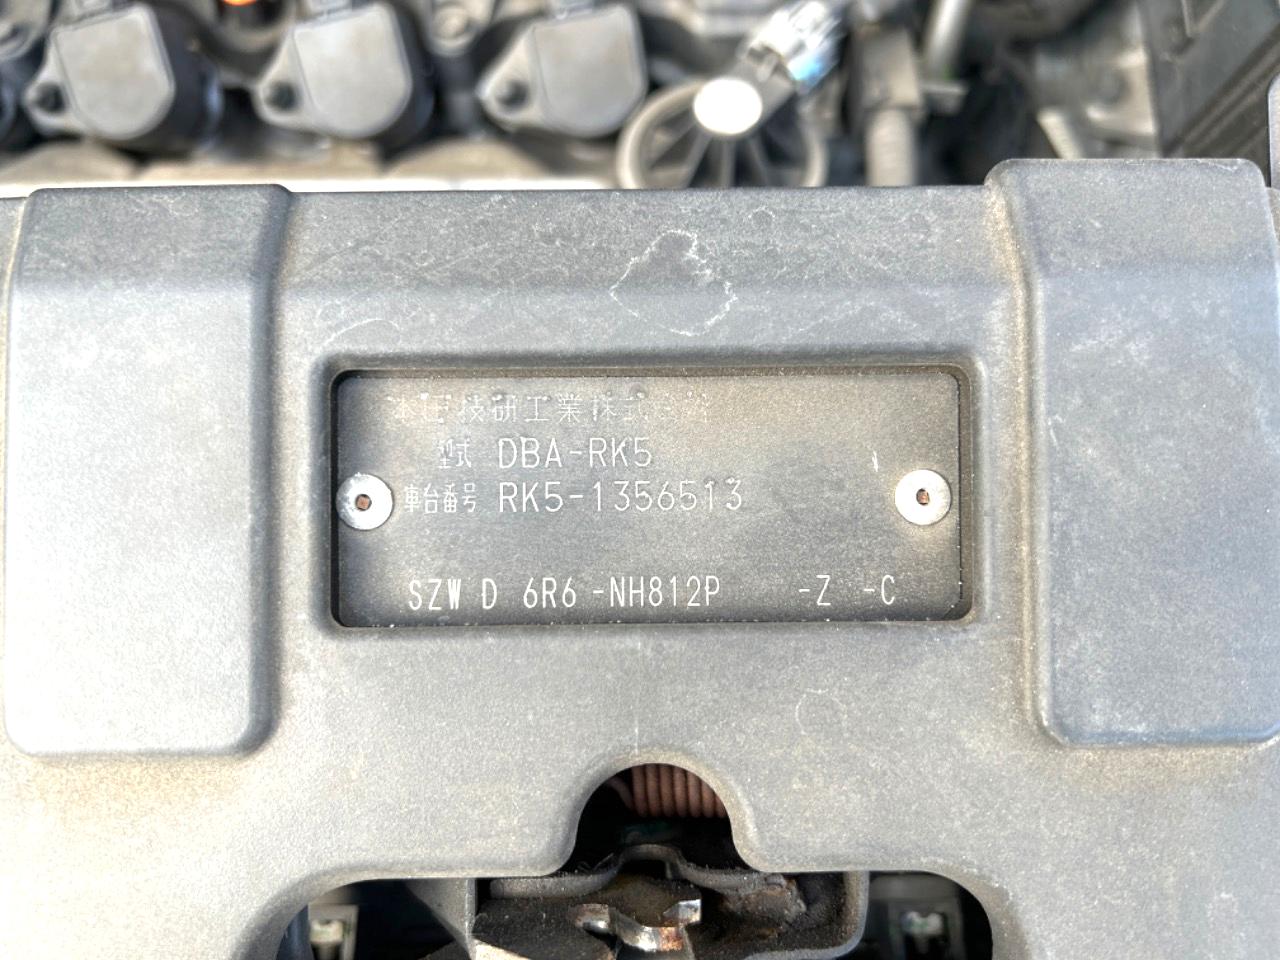 本田技研工業株式会社
型式 DBA-RK5
車台番号 RK5-1356513
SZW D 6R6 -NH812P -Z -C